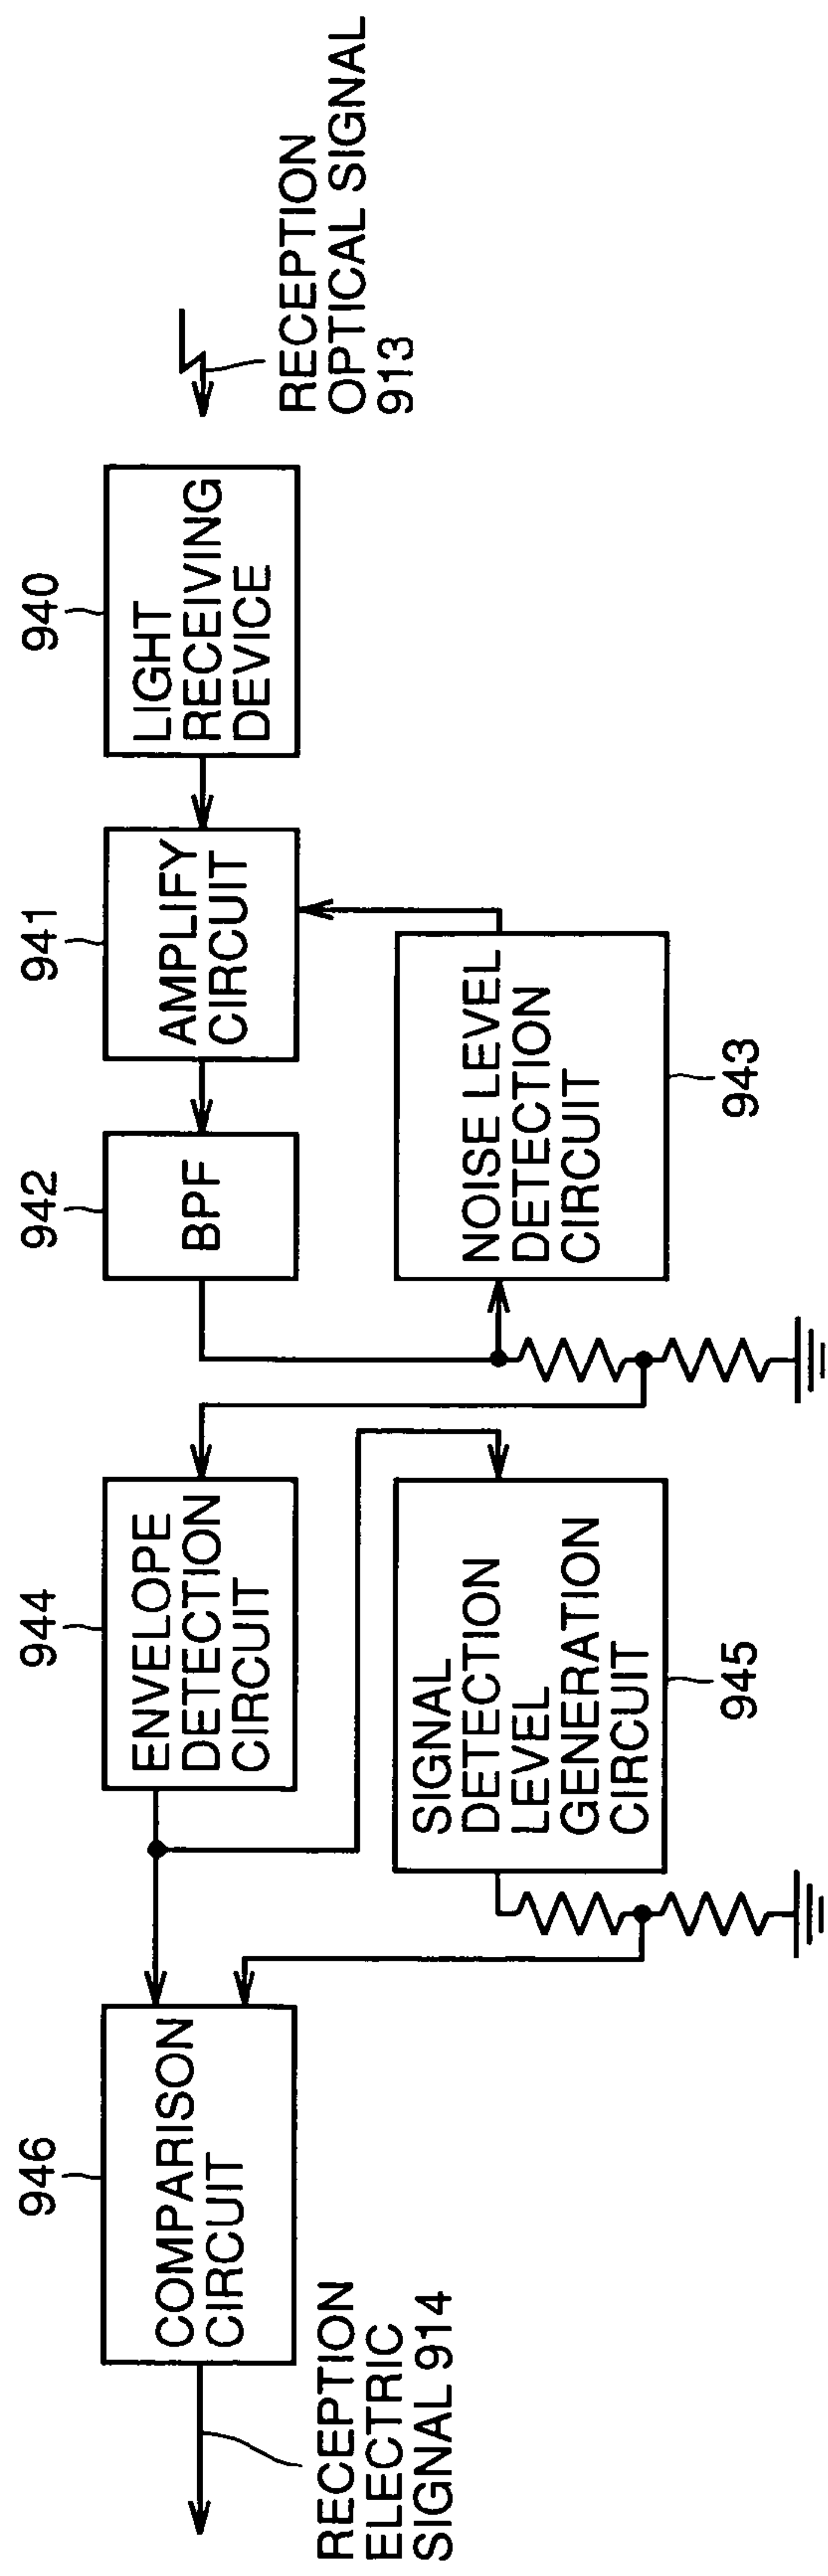 946
944
942
941
940
COMPARISON
CIRCUIT
ENVELOPE
DETECTION
CIRCUIT
BPF
AMPLIFY
CIRCUIT
LIGHT
RECEIVING
DEVICE
RECEPTION
OPTICAL SIGNAL
913
RECEPTION
ELECTRIC
SIGNAL 914
SIGNAL
DETECTION
LEVEL
GENERATION
CIRCUIT
945
NOISE LEVEL
DETECTION
CIRCUIT
943